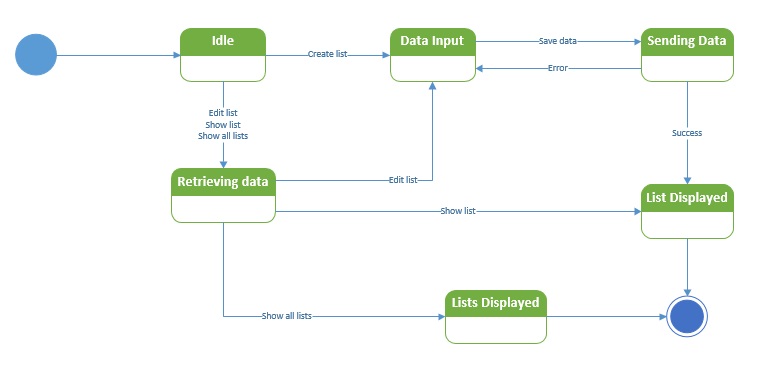 Idle
Data Input
Sending Data
Create list
Save data
Error
Edit list
Show list
Show all lists
Success
Retrieving data
Edit list
List Displayed
Show list
Lists Displayed
Show all lists